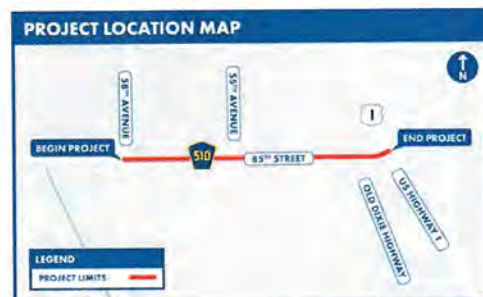 PROJECT LOCATION MAP
N
58TH AVENUE
55TH AVENUE
1
BEGIN PROJECT
END PROJECT
510
85TH STREET
OLD DIXIE HIGHWAY
US HIGHWAY 1
LEGEND
PROJECT LIMITS